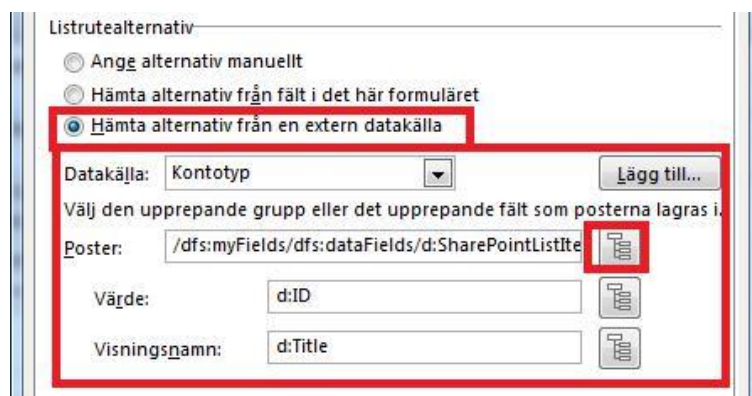 Listrutealternativ
Ange alternativ manuellt
Hämta alternativ från fält i det här formuläret
Hämta alternativ från en extern datakälla
Datakälla: Kontotyp Lägg till...
Välj den upprepande grupp eller det upprepande fält som posterna lagras i.
Poster: /dfs:myFields/dfs:dataFields/d:SharePointListIte
Värde: d:ID
Visningsnamn: d:Title